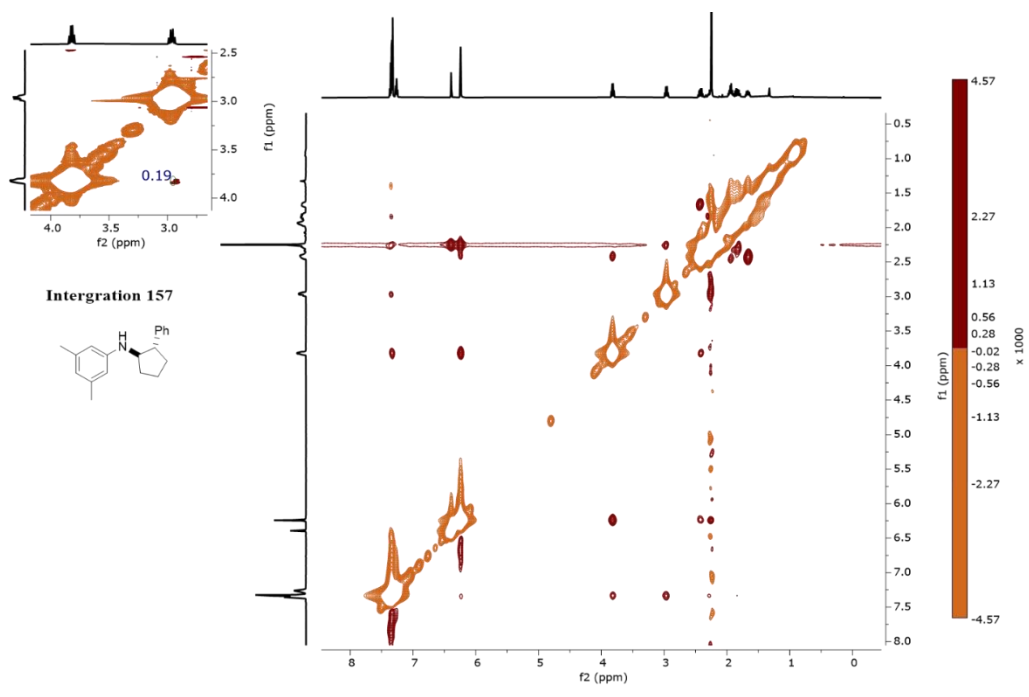 2.5
3.0
3.5
4.0
f1 (ppm)
0.19
4.0 3.5 3.0
f2 (ppm)
Intergration 157
H
N
Ph
0.5
1.0
1.5
2.0
2.5
3.0
3.5
4.0
4.5
5.0
5.5
6.0
6.5
7.0
7.5
8.0
f1 (ppm)
8 7 6 5 4 3 2 1 0
f2 (ppm)
4.57
2.27
1.13
0.56
0.28
-0.02
-0.28
-0.56
-1.13
-2.27
-4.57
x 1000